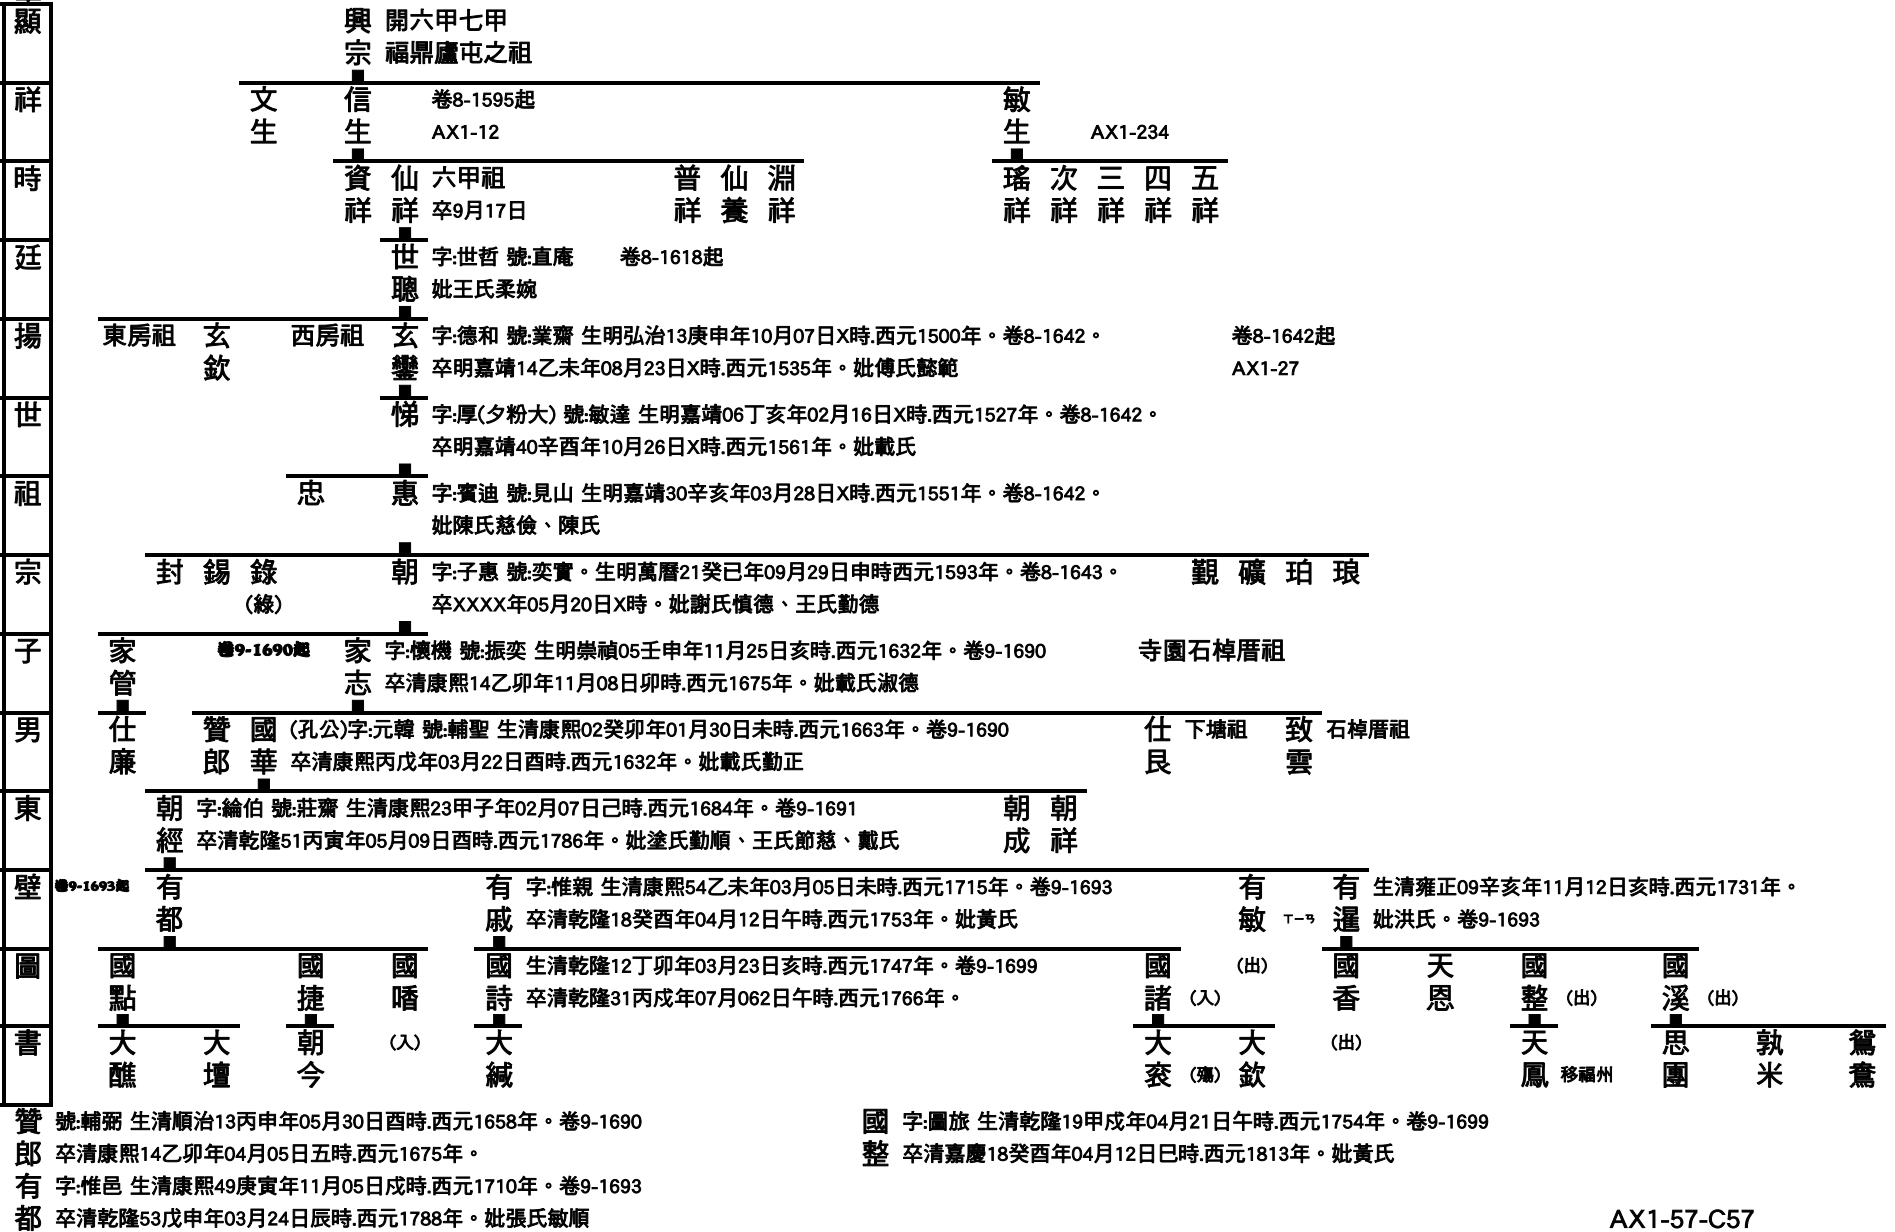 顯 興宗 開六甲七甲
福鼎廬屯之祖
祥 文生 信生 卷8-1595起 敏生
AX1-12 AX1-234
時 資祥 仙祥 六甲祖 普祥 仙養 淵祥 瑤祥 次祥 三祥 四祥 五祥
卒9月17日
廷 世聰 字:世哲 號:直庵 卷8-1618起
妣王氏柔婉
揚 東房祖 玄欽 西房祖 玄鑾 字:德和 號:業齋 生明弘治13庚申年10月07日X時.西元1500年。卷8-1642。 卷8-1642起
卒明嘉靖14乙未年08月23日X時.西元1535年。妣傅氏懿範 AX1-27
世 悌 字:厚(夕粉大) 號:敏達 生明嘉靖06丁亥年02月16日X時.西元1527年。卷8-1642。
卒明嘉靖40辛酉年10月26日X時.西元1561年。妣載氏
祖 忠 惠 字:賓迪 號:見山 生明嘉靖30辛亥年03月28日X時.西元1551年。卷8-1642。
妣陳氏慈儉、陳氏
宗 封 錫 錄 朝 字:子惠 號:奕實。生明萬曆21癸已年09月29日申時西元1593年。卷8-1643。 覲 礦 珀 琅
(綠) 卒XXXX年05月20日X時。妣謝氏慎德、王氏勤德
子 家管 卷9-1690起 家志 字:懷機 號:振奕 生明崇禎05壬申年11月25日亥時.西元1632年。卷9-1690 寺園石棹厝祖
卒清康熙14乙卯年11月08日卯時.西元1675年。妣載氏淑德
男 仕廉 贊郎 國華 (孔公)字:元韓 號:輔聖 生清康熙02癸卯年01月30日未時.西元1663年。卷9-1690 仕艮 下塘祖 致雲 石棹厝祖
卒清康熙丙戊年03月22日酉時.西元1632年。妣載氏勤正
東 朝經 字:綸伯 號:莊齋 生清康熙23甲子年02月07日己時.西元1684年。卷9-1691 朝成 朝祥
卒清乾隆51丙寅年05月09日酉時.西元1786年。妣塗氏勤順、王氏節慈、戴氏
壁 卷9-1693起 有都 有戚 字:惟親 生清康熙54乙未年03月05日未時.西元1715年。卷9-1693 有敏 ㄒㄧㄢ 有暹 生清雍正09辛亥年11月12日亥時.西元1731年。
卒清乾隆18癸酉年04月12日午時.西元1753年。妣黃氏 妣洪氏。卷9-1693
圖 國點 國捷 國噃 國詩 生清乾隆12丁卯年03月23日亥時.西元1747年。卷9-1699 國諸 (入) (出) 國香 天恩 國整 (出) 國溪 (出)
卒清乾隆31丙戍年07月062日午時.西元1766年。
書 大醮 大壇 朝今 (入) 大緘 大袞 (殤) 大欽 (出) 天鳳 移福州 思團 孰米 鴛鴦
贊郎 號:輔弼 生清順治13丙申年05月30日酉時.西元1658年。卷9-1690
卒清康熙14乙卯年04月05日五時.西元1675年。
有都 字:惟邑 生清康熙49庚寅年11月05日戍時.西元1710年。卷9-1693
卒清乾隆53戊申年03月24日辰時.西元1788年。妣張氏敏順
國整 字:圖旅 生清乾隆19甲戍年04月21日午時.西元1754年。卷9-1699
卒清嘉慶18癸酉年04月12日巳時.西元1813年。妣黃氏
AX1-57-C57